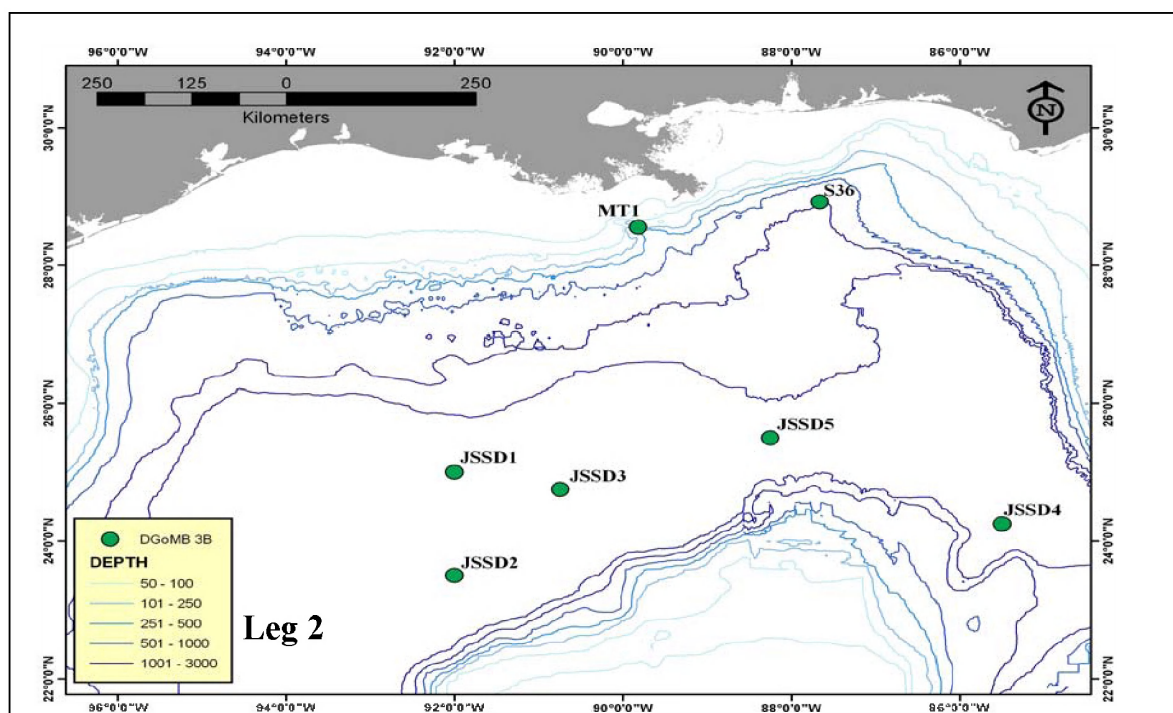 96°0'0"W 94°0'0"W 92°0'0"W 90°0'0"W 88°0'0"W 86°0'0"W
250 125 0 250
Kilometers
N
30°0'0"N 30°0'0"N
S36
MT1
28°0'0"N 28°0'0"N
26°0'0"N 26°0'0"N
JSSD5
JSSD1
JSSD3
JSSD4
24°0'0"N 24°0'0"N
JSSD2
DGoMB 3B
DEPTH
50 - 100
101 - 250
251 - 500
501 - 1000
1001 - 3000
Leg 2
22°0'0"N 22°0'0"N
96°0'0"W 94°0'0"W 92°0'0"W 90°0'0"W 88°0'0"W 86°0'0"W